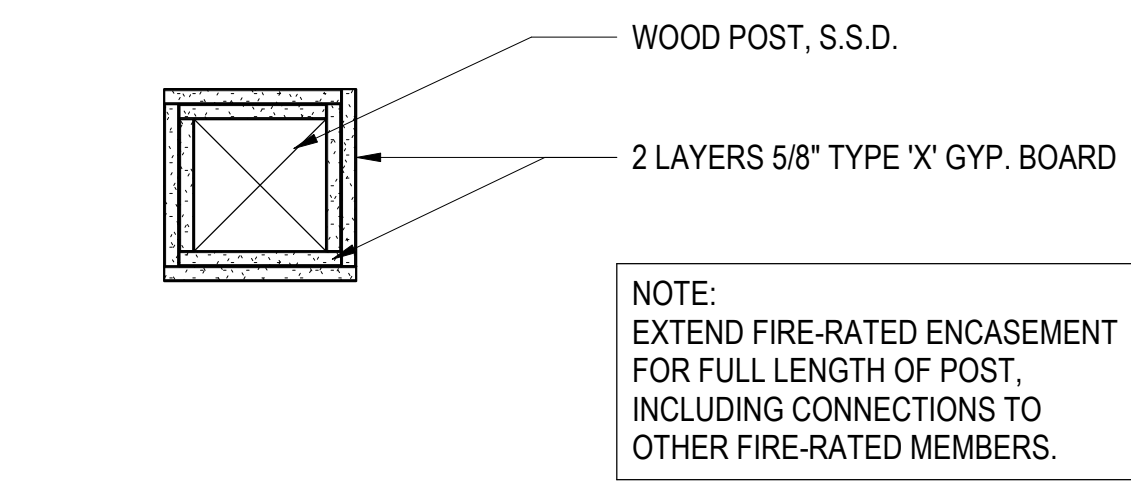 WOOD POST, S.S.D.
2 LAYERS 5/8" TYPE 'X' GYP. BOARD
NOTE:
EXTEND FIRE-RATED ENCASEMENT
FOR FULL LENGTH OF POST,
INCLUDING CONNECTIONS TO
OTHER FIRE-RATED MEMBERS.